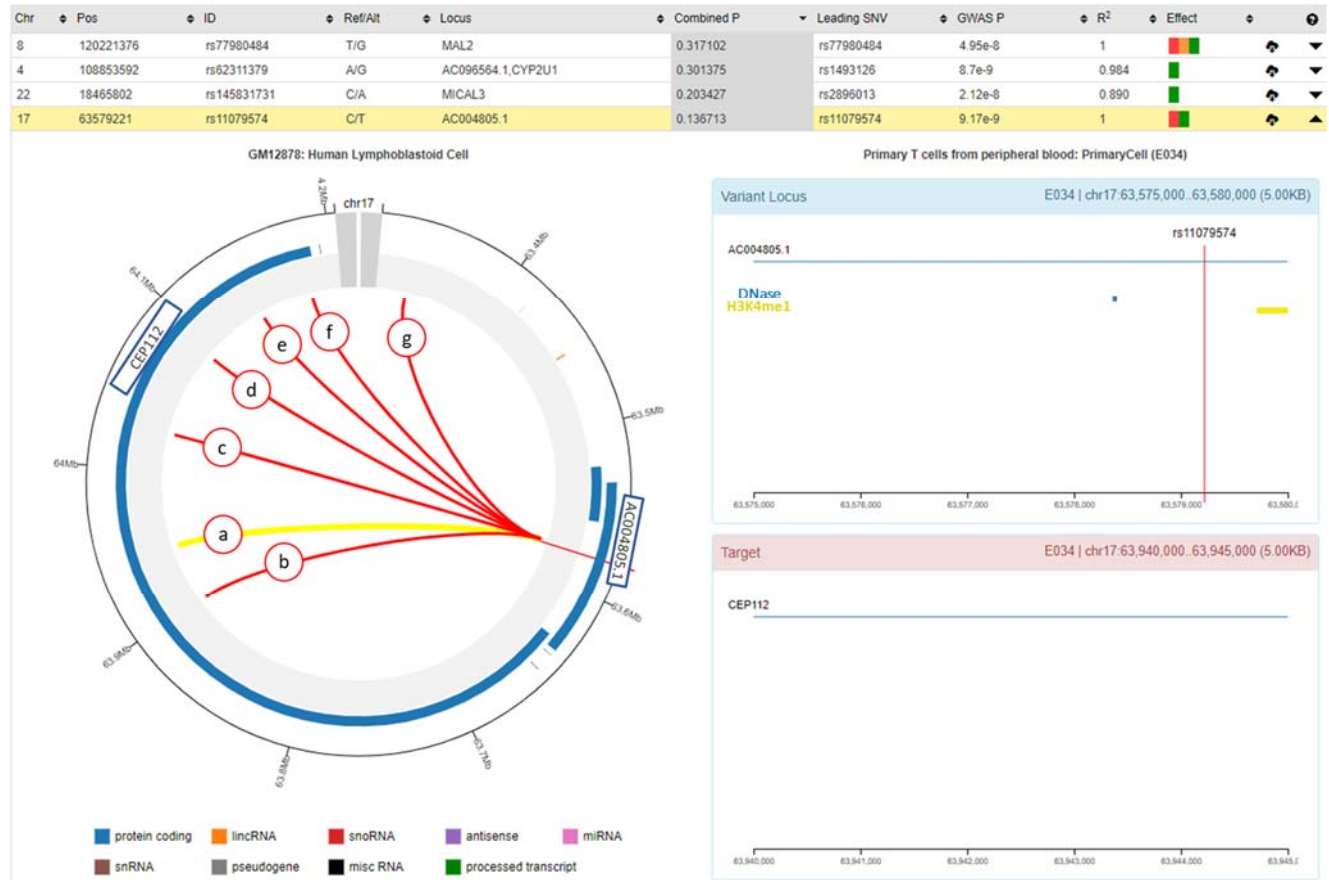 Chr Pos ID Ref/Alt Locus Combined P Leading SNV GWAS P R2 Effect
8 120221376 rs77980484 T/G MAL2 0.317102 rs77980484 4.95e-8 1
4 108853592 rs62311379 A/G AC096564.1,CYP2U1 0.301375 rs1493126 8.7e-9 0.984
22 18465802 rs145831731 C/A MICAL3 0.203427 rs2896013 2.12e-8 0.890
17 63579221 rs11079574 C/T AC004805.1 0.136713 rs11079574 9.17e-9 1
GM12878: Human Lymphoblastoid Cell
Primary T cells from peripheral blood: PrimaryCell (E034)
4.2Mb
chr17
63.4Mb
63.5Mb
63.6Mb
63.7Mb
63.8Mb
63.9Mb
64Mb
64.1Mb
CEP112
AC004805.1
a
b
c
d
e
f
g
Variant Locus E034 | chr17:63,575,000..63,580,000 (5.00KB)
rs11079574
AC004805.1
DNase
H3K4me1
63,575,000 63,576,000 63,577,000 63,578,000 63,579,000 63,580,(
Target E034 | chr17:63,940,000..63,945,000 (5.00KB)
CEP112
63,940,000 63,941,000 63,942,000 63,943,000 63,944,000 63,945,(
protein coding lincRNA snoRNA antisense miRNA
snRNA pseudogene misc RNA processed transcript